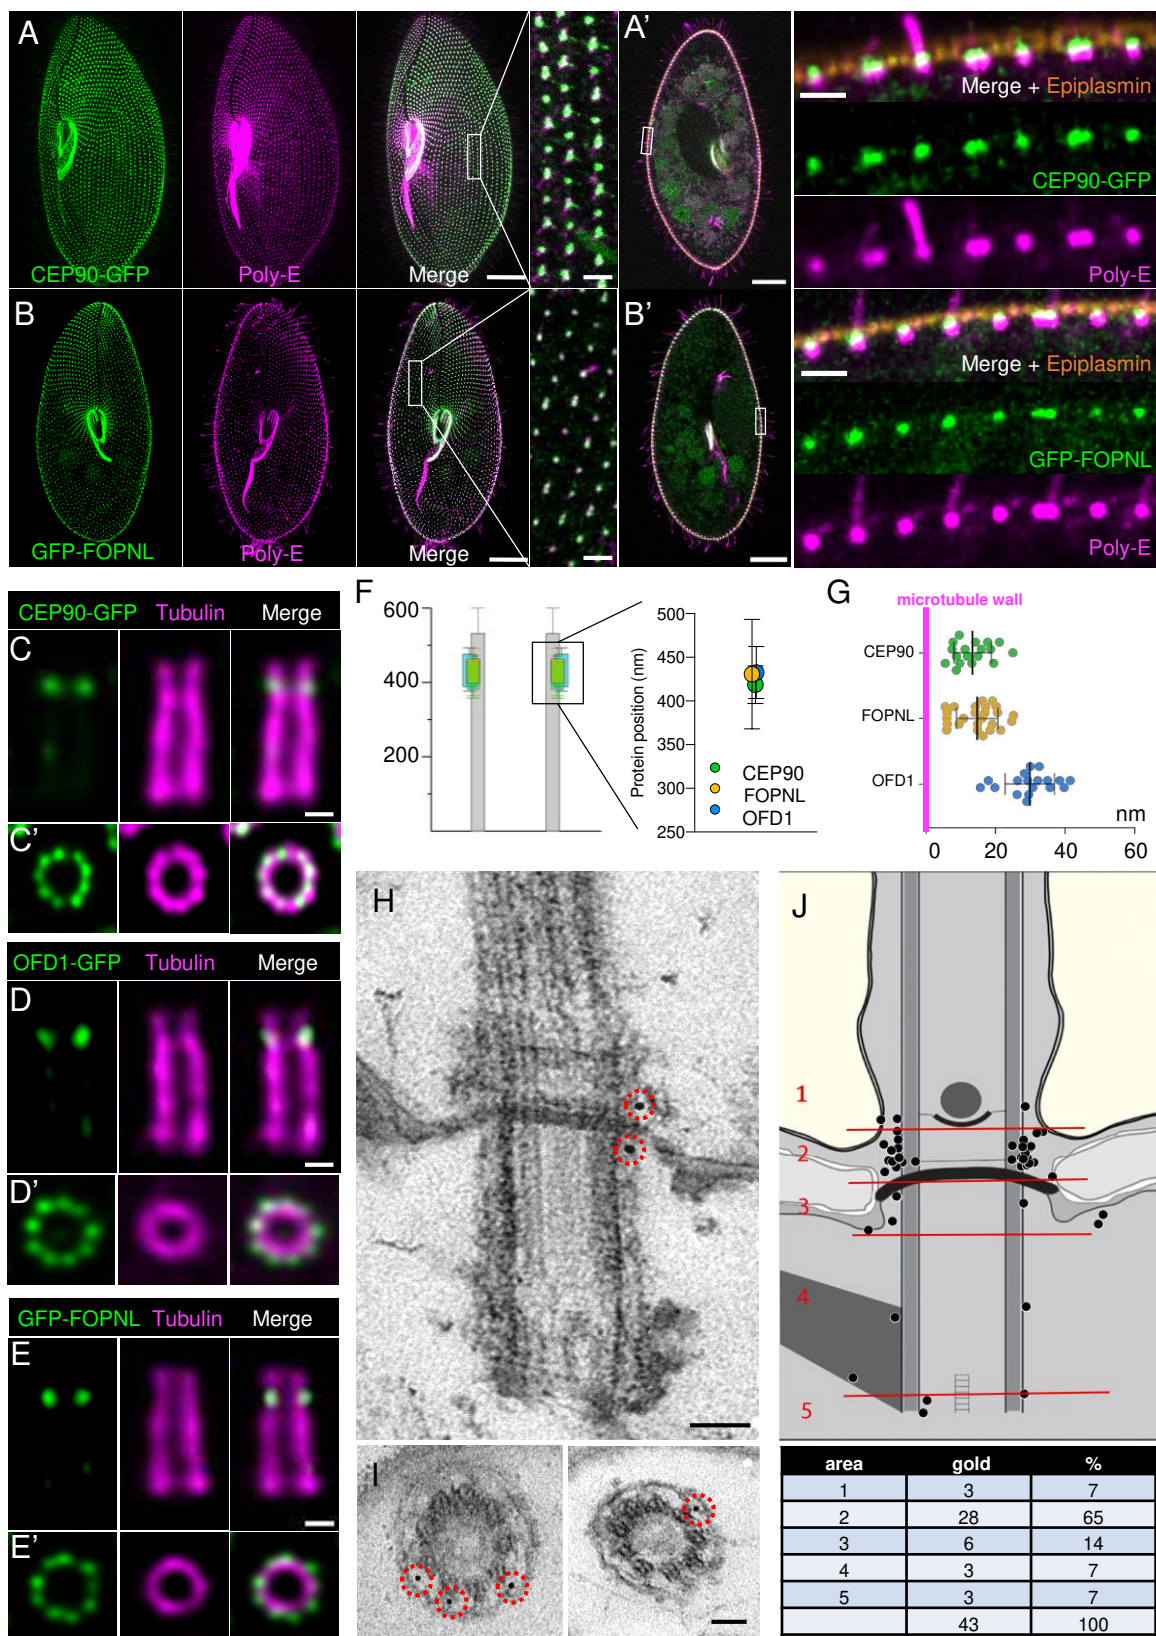 A
CEP90-GFP
Poly-E
Merge
A'
Merge + Epiplasmin
CEP90-GFP
Poly-E
B
GFP-FOPNL
Poly-E
Merge
B'
Merge + Epiplasmin
GFP-FOPNL
Poly-E
CEP90-GFP Tubulin Merge
C
C'
OFD1-GFP Tubulin Merge
D
D'
GFP-FOPNL Tubulin Merge
E
E'
F
600
400
200
Protein position (nm)
500
450
400
350
300
250
CEP90
FOPNL
OFD1
G
microtubule wall
CEP90
FOPNL
OFD1
nm
0 20 40 60
H
I
J
1
2
3
4
5
area gold %
1 3 7
2 28 65
3 6 14
4 3 7
5 3 7
43 100